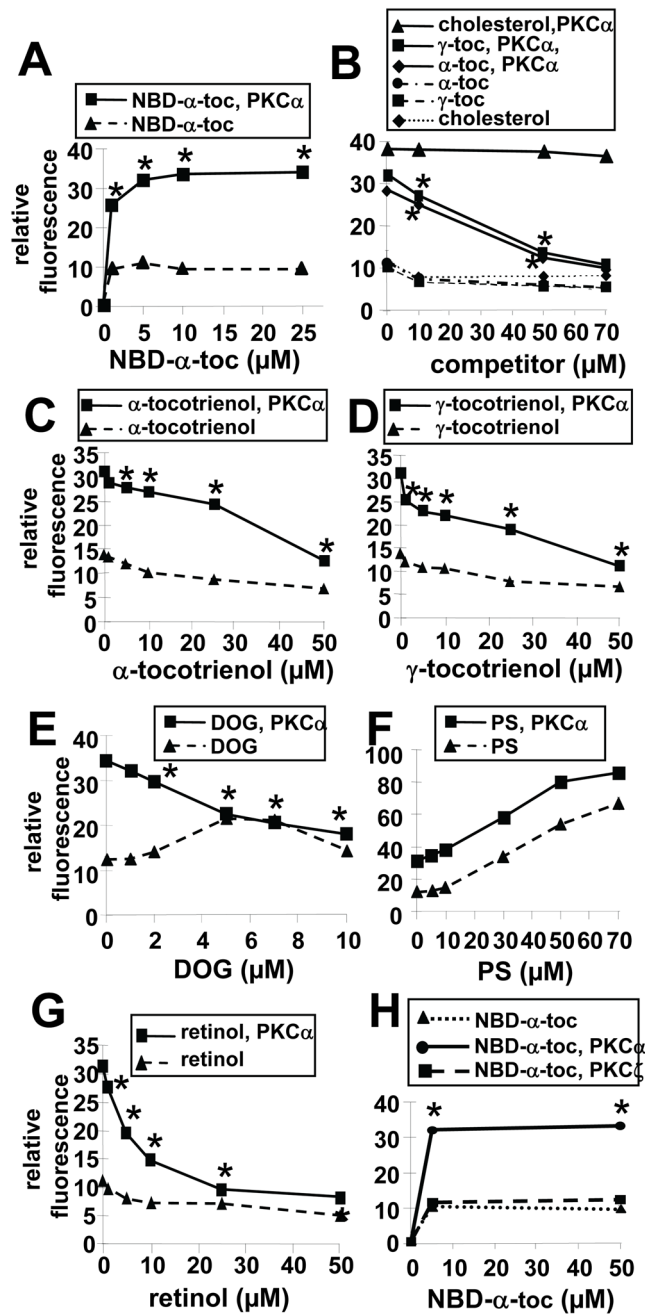 A
NBD-α-toc, PKCα
NBD-α-toc
relative
fluorescence
40
30
20
10
0
* * * *
0 5 10 15 20 25
NBD-α-toc (μM)
B
cholesterol,PKCα
γ-toc, PKCα,
α-toc, PKCα
α-toc
γ-toc
cholesterol
40
30
20
10
0
* * * *
0 10 20 30 40 50 60 70
competitor (μM)
C
α-tocotrienol, PKCα
α-tocotrienol
relative
fluorescence
35
30
25
20
15
10
5
0
* * * *
0 10 20 30 40 50
α-tocotrienol (μM)
D
γ-tocotrienol, PKCα
γ-tocotrienol
35
30
25
20
15
10
5
0
* * * * *
0 10 20 30 40 50
γ-tocotrienol (μM)
E
DOG, PKCα
DOG
relative
fluorescence
40
30
20
10
0
* * * *
0 2 4 6 8 10
DOG (μM)
F
PS, PKCα
PS
100
80
60
40
20
0
0 10 20 30 40 50 60 70
PS (μM)
G
retinol, PKCα
retinol
relative
fluorescence
35
30
25
20
15
10
5
0
* * * * *
0 10 20 30 40 50
retinol (μM)
H
NBD-α-toc
NBD-α-toc, PKCα
NBD-α-toc, PKCζ
40
30
20
10
0
* *
0 10 20 30 40 50
NBD-α-toc (μM)